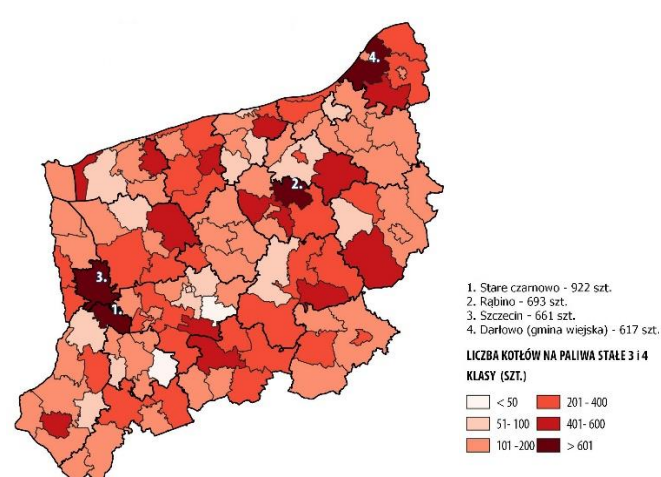 4.
2.
3.
1.
1. Stare czarnowo - 922 szt.
2. Rąbino - 693 szt.
3. Szczecin - 661 szt.
4. Darłowo (gmina wiejska) - 617 szt.
LICZBA KOTŁÓW NA PALIWA STAŁE 3 i 4
KLASY (SZT.)
< 50
201 - 400
51- 100
401- 600
101 -200
> 601